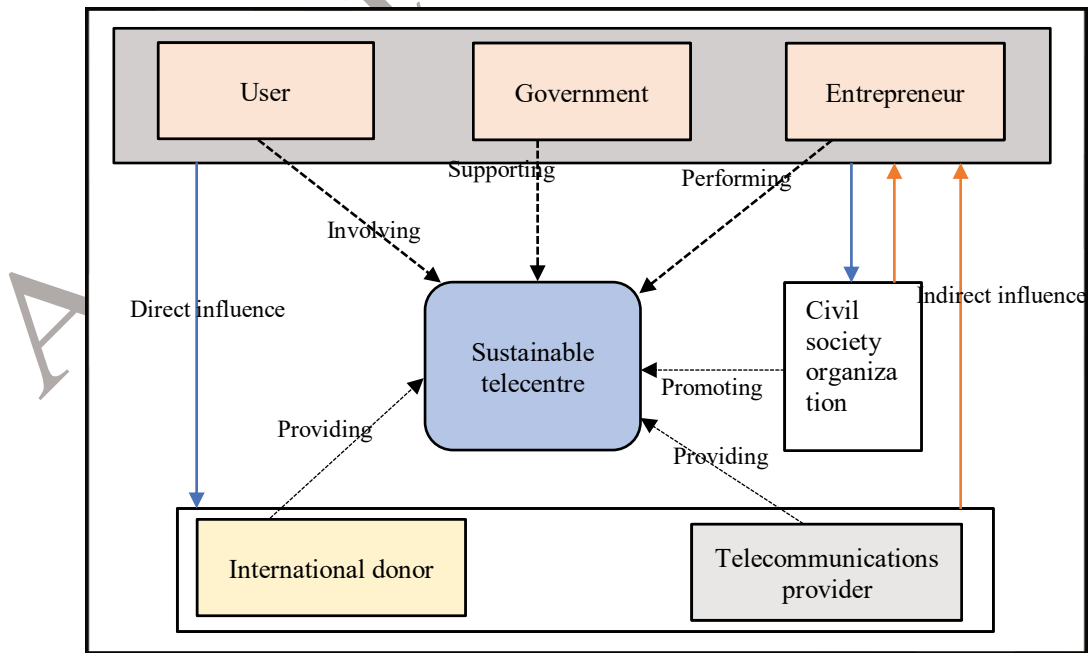 User
Government
Entrepreneur
Supporting
Performing
Involving
Direct influence
Indirect influence
Sustainable
telecentre
Civil
society
organiza
tion
Promoting
Providing
Providing
International donor
Telecommunications
provider
A